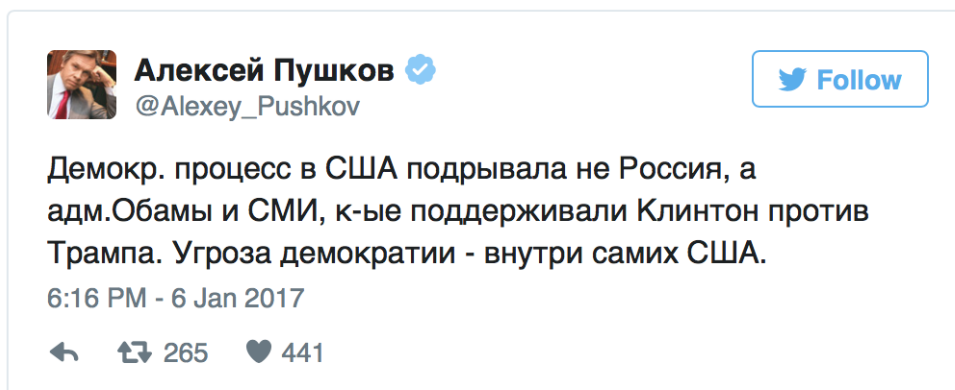 Алексей Пушков
@Alexey_Pushkov
Follow
Демокр. процесс в США подрывала не Россия, а
адм.Обамы и СМИ, к-ые поддерживали Клинтон против
Трампа. Угроза демократии - внутри самих США.
6:16 PM - 6 Jan 2017
265 441